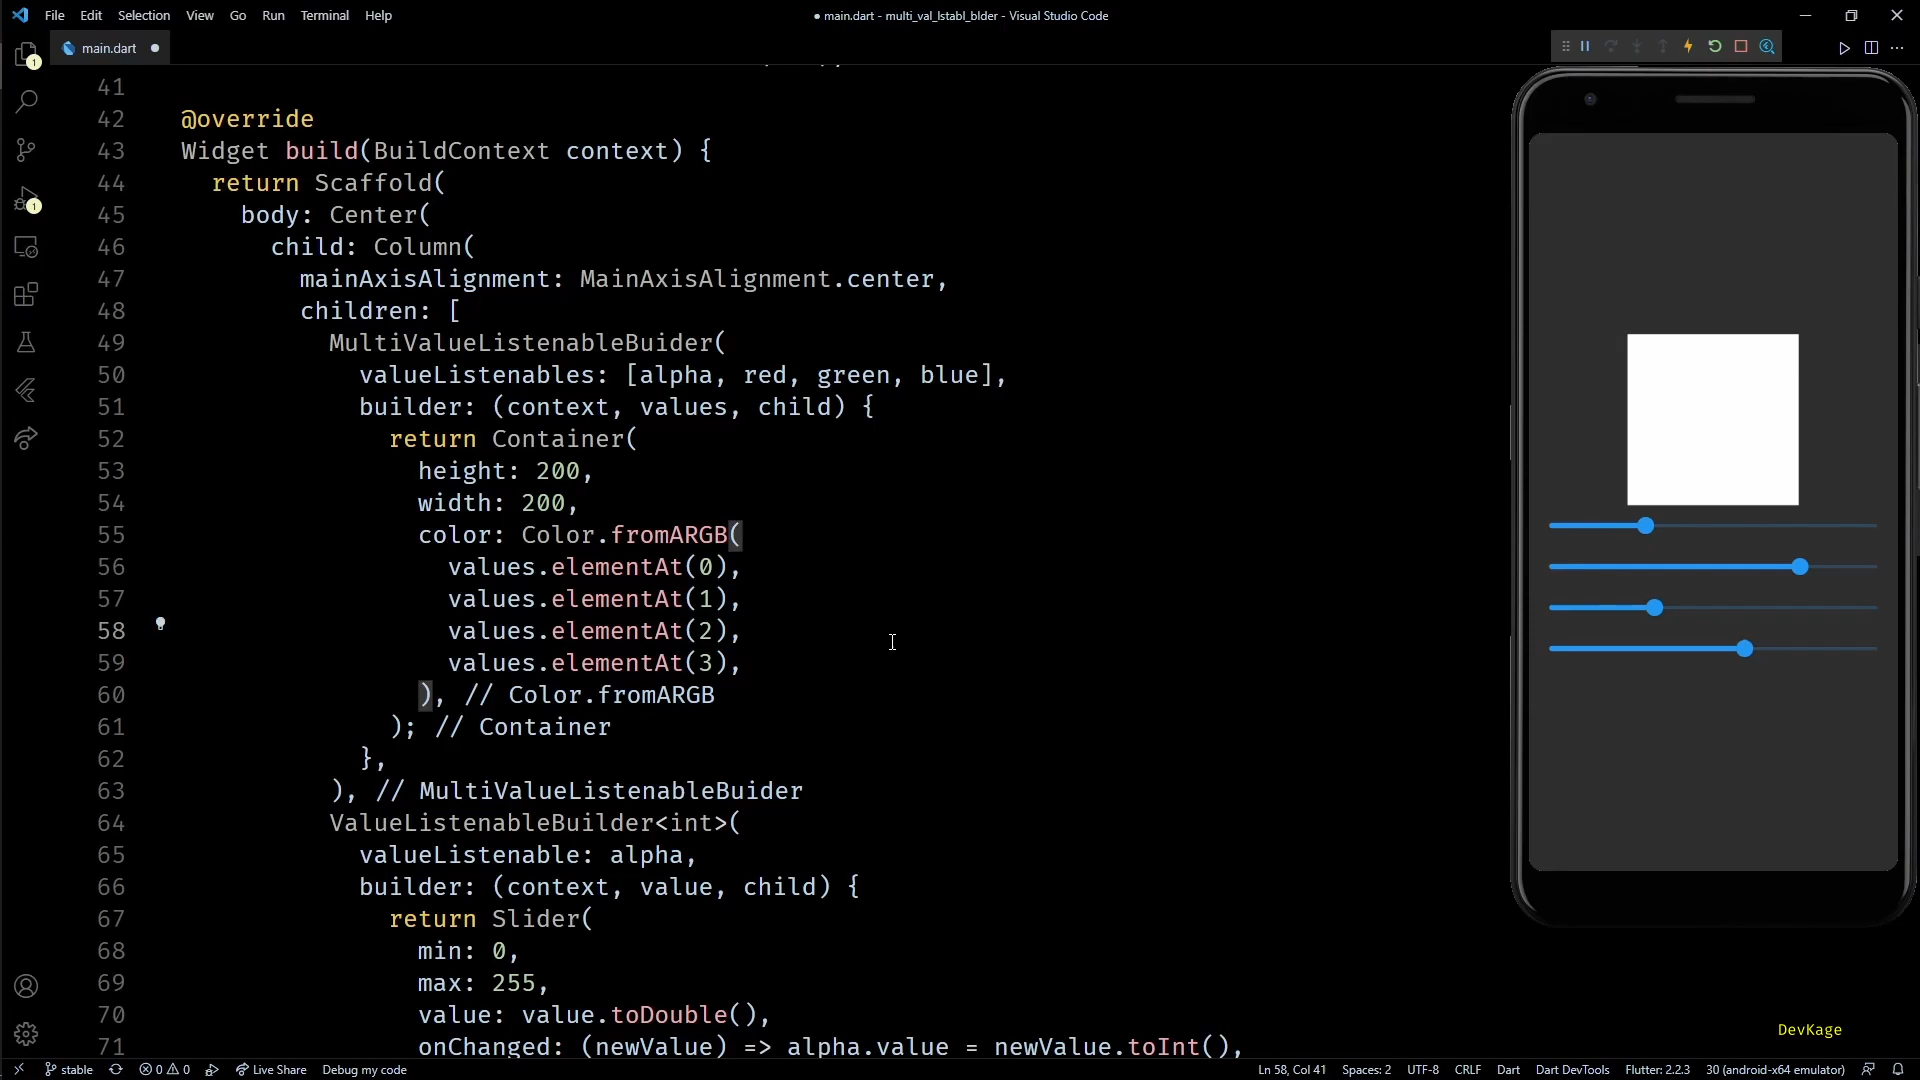 File Edit Selection View Go Run Terminal Help
● main.dart - multi_val_lstabl_blder - Visual Studio Code
main.dart
1
1
41
42 @override
43 Widget build(BuildContext context) {
44 return Scaffold(
45 body: Center(
46 child: Column(
47 mainAxisAlignment: MainAxisAlignment.center,
48 children: [
49 MultiValueListenableBuider(
50 valueListenables: [alpha, red, green, blue],
51 builder: (context, values, child) {
52 return Container(
53 height: 200,
54 width: 200,
55 color: Color.fromARGB(
56 values.elementAt(0),
57 values.elementAt(1),
58 values.elementAt(2),
59 values.elementAt(3),
60 ), // Color.fromARGB
61 ); // Container
62 },
63 ), // MultiValueListenableBuider
64 ValueListenableBuilder<int>(
65 valueListenable: alpha,
66 builder: (context, value, child) {
67 return Slider(
68 min: 0,
69 max: 255,
70 value: value.toDouble(),
71 onChanged: (newValue) => alpha.value = newValue.toInt(),
DevKage
stable 0 0 Live Share Debug my code Ln 58, Col 41 Spaces: 2 UTF-8 CRLF Dart Dart DevTools Flutter: 2.2.3 30 (android-x64 emulator)